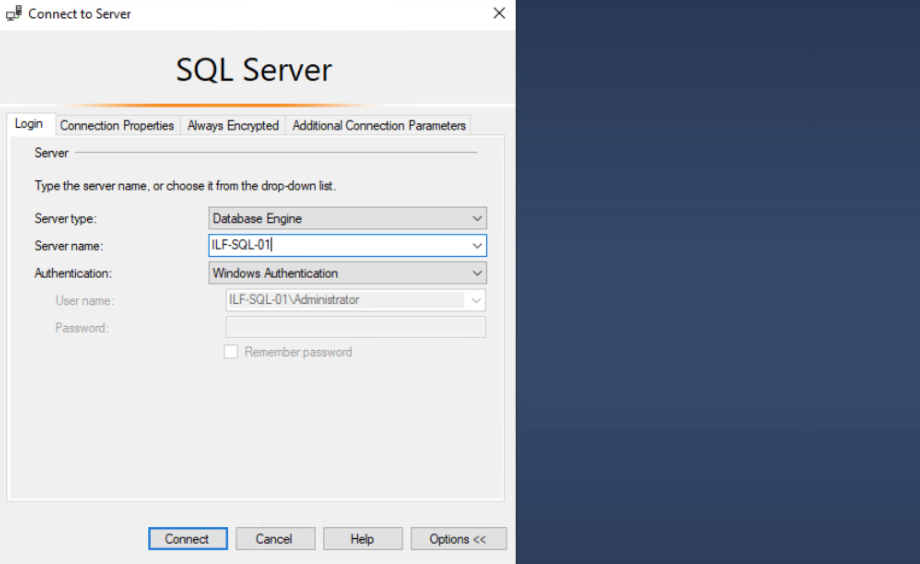 Connect to Server
SQL Server
Login Connection Properties Always Encrypted Additional Connection Parameters
Server
Type the server name, or choose it from the drop-down list.
Server type: Database Engine
Server name: ILF-SQL-01
Authentication: Windows Authentication
User name: ILF-SQL-01\Administrator
Password:
Remember password
Connect Cancel Help Options <<